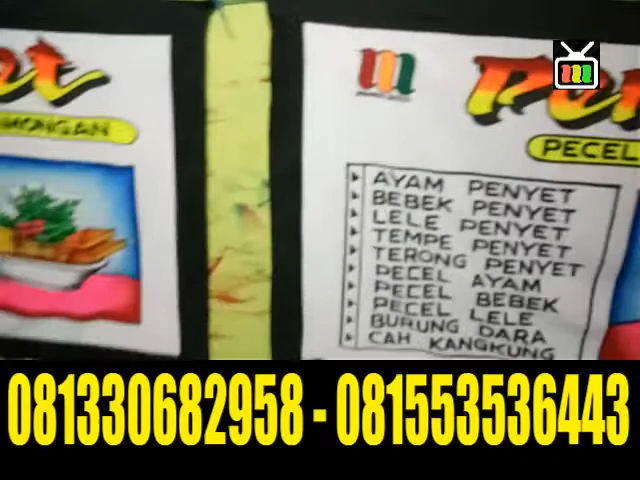 AYAM PENYET
BEBEK PENYET
LELE PENYET
TEMPE PENYET
TERONG PENYET
PECEL AYAM
PECEL BEBEK
PECEL LELE
BURUNG DARA
CAH KANGKUNG
PECEL
081330682958 - 081553536443